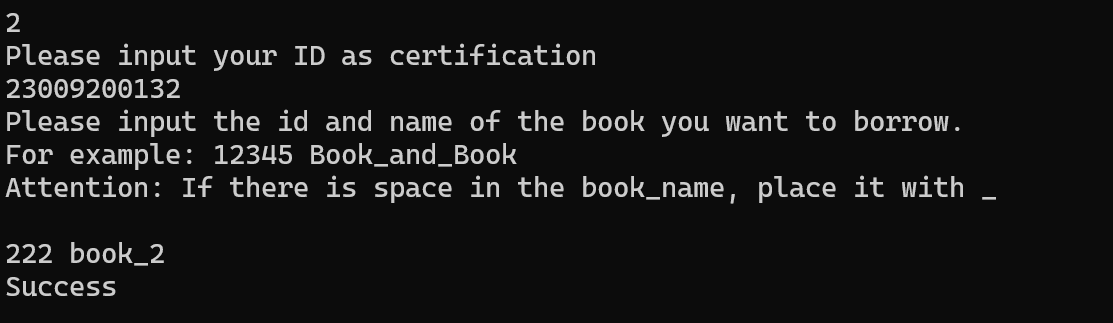 2
Please input your ID as certification
23009200132
Please input the id and name of the book you want to borrow.
For example: 12345 Book_and_Book
Attention: If there is space in the book_name, place it with _
222 book_2
Success